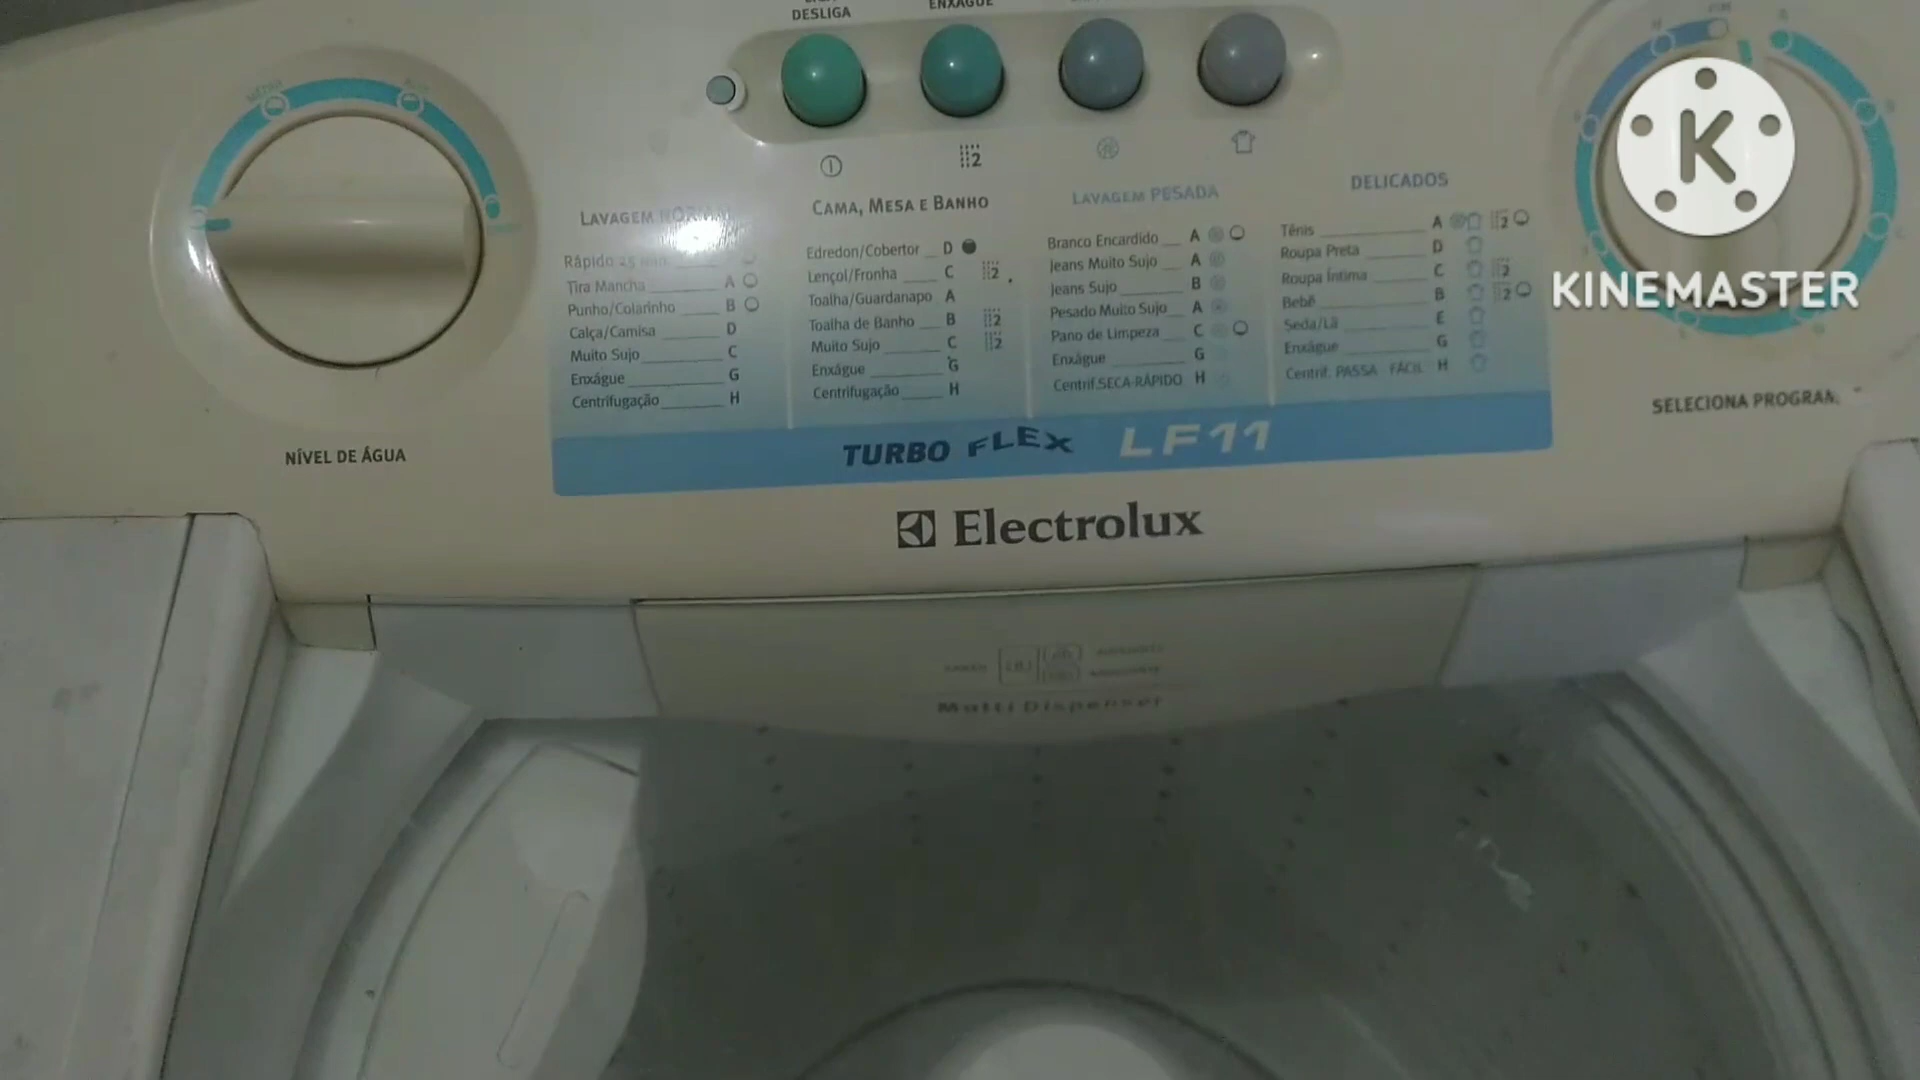 DESLIGA
ENXÁGUE
2
LAVAGEM NORMAL
Rápido 25 min.
Tira Mancha A
Punho/Colarinho B
Calça/Camisa D
Muito Sujo C
Enxágue G
Centrifugação H
CAMA, MESA E BANHO
Edredon/Cobertor D
Lençol/Fronha C 2
Toalha/Guardanapo A
Toalha de Banho B 2
Muito Sujo C 2
Enxágue G
Centrifugação H
LAVAGEM PESADA
Branco Encardido A
Jeans Muito Sujo A
Jeans Sujo B
Pesado Muito Sujo A
Pano de Limpeza C
Enxágue G
Centrif.SECA-RÁPIDO H
DELICADOS
Tênis A 2
Roupa Preta D
Roupa Íntima C 2
Bebê B 2
Seda/Lã E
Enxágue G
Centrif. PASSA FÁCIL H
K
KINEMASTER
NÍVEL DE ÁGUA
SELECIONA PROGRAM
TURBO FLEX LF11
Electrolux
Multi Dispenser